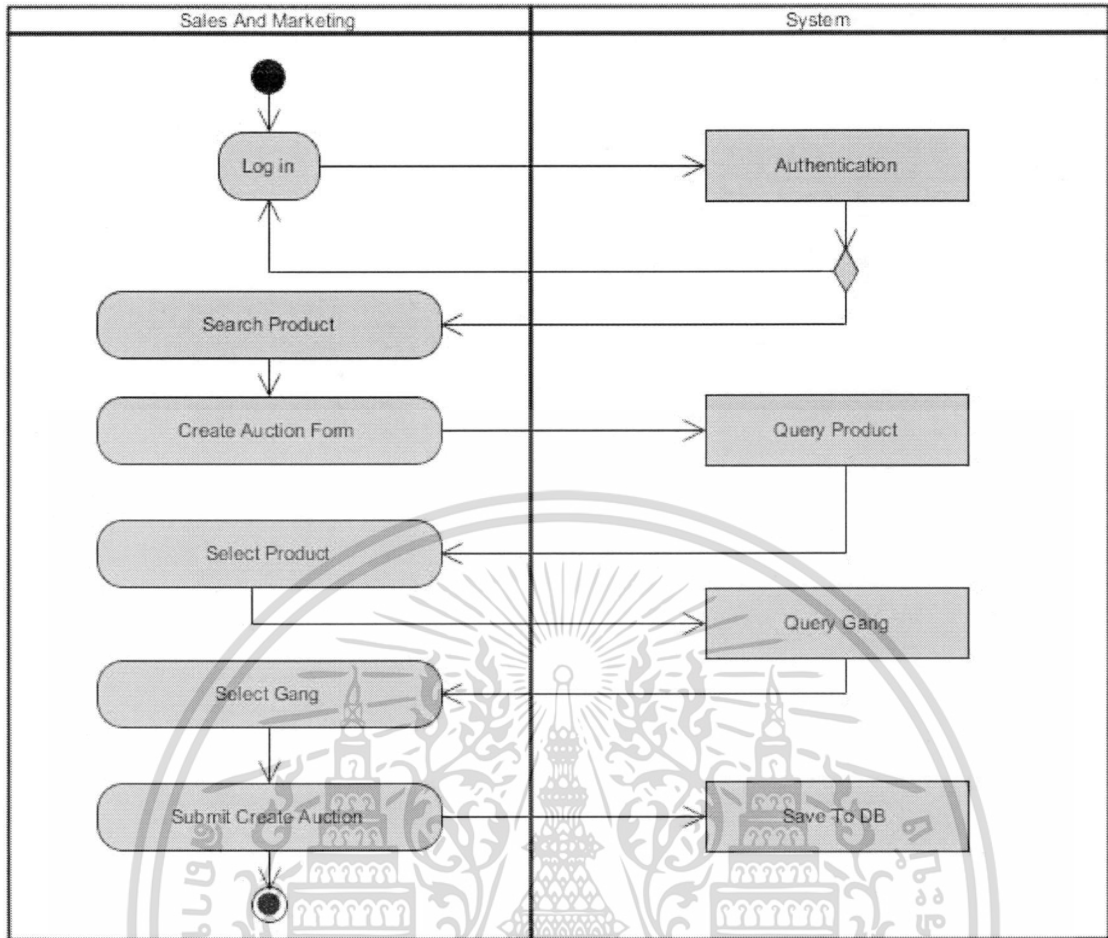 Sales And Marketing
System
Log in
Authentication
Search Product
Create Auction Form
Query Product
Select Product
Query Gang
Select Gang
Submit Create Auction
Save To DB